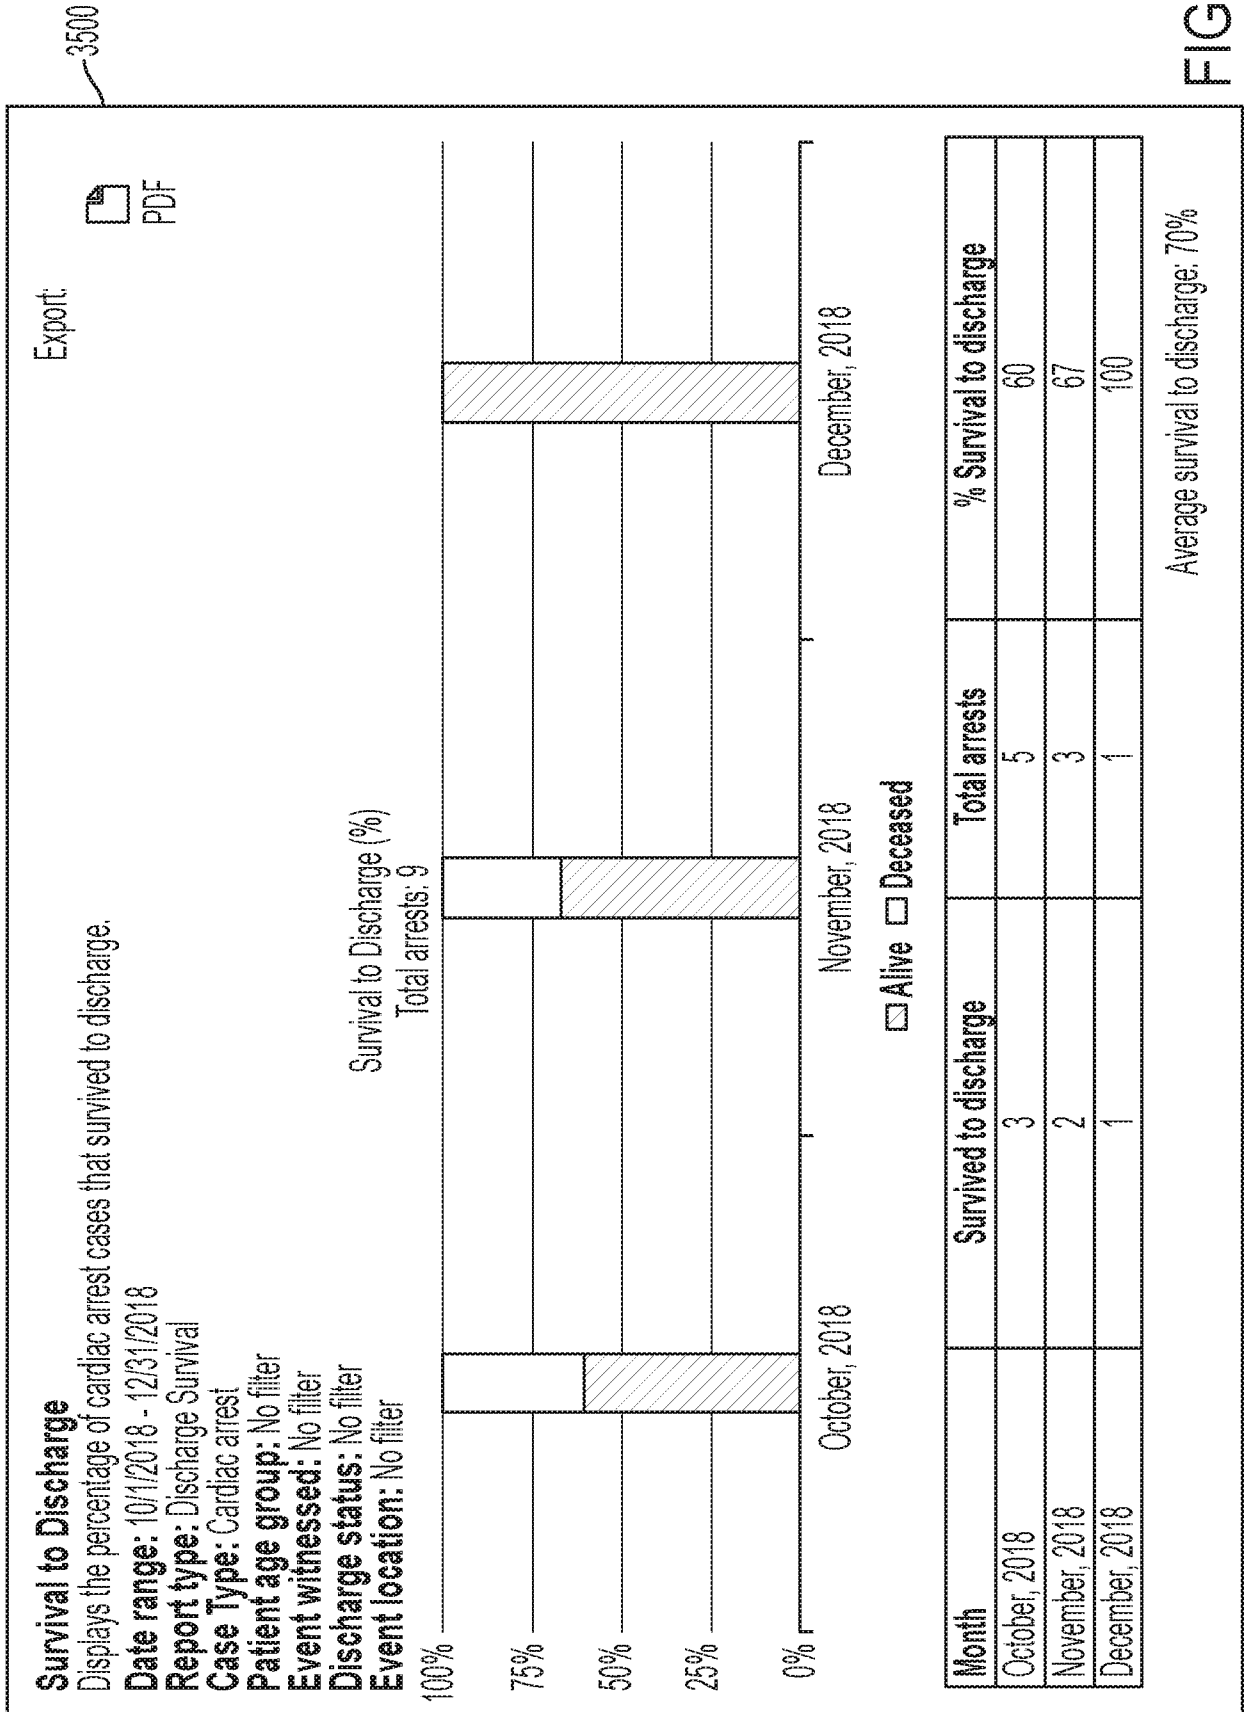 3500
Survival to Discharge
Displays the percentage of cardiac arrest cases that survived to discharge.
Date range: 10/1/2018 - 12/31/2018
Report type: Discharge Survival
Case Type: Cardiac arrest
Patient age group: No filter
Event witnessed: No filter
Discharge status: No filter
Event location: No filter
Export:
PDF
Survival to Discharge (%)
Total arrests: 9
100%
75%
50%
25%
0%
October, 2018 November, 2018 December, 2018
Alive Deceased
Month Survived to discharge Total arrests % Survival to discharge
October, 2018 3 5 60
November, 2018 2 3 67
December, 2018 1 1 100
Average survival to discharge: 70%
FIG